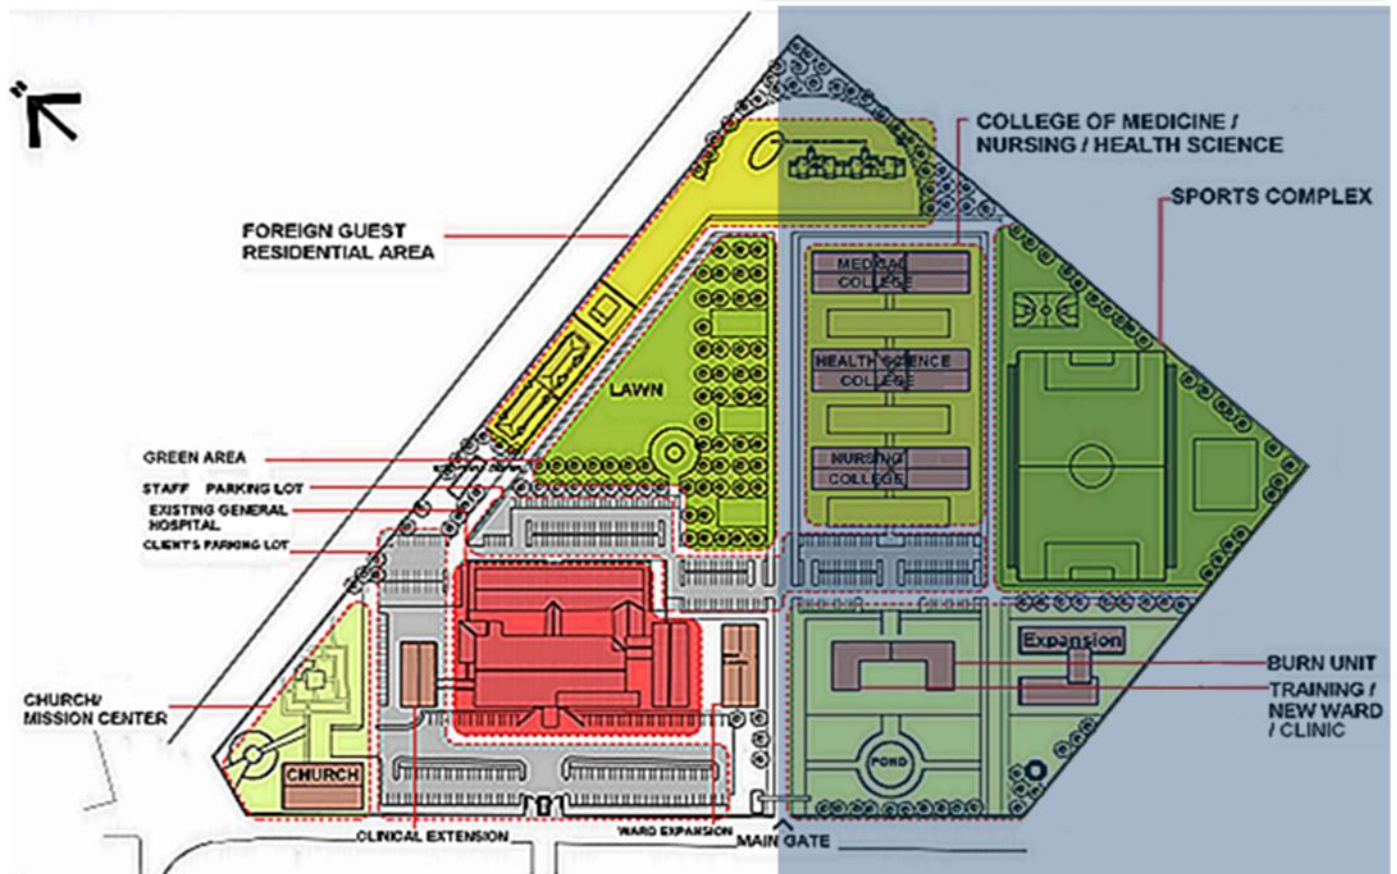 COLLEGE OF MEDICINE /
NURSING / HEALTH SCIENCE
SPORTS COMPLEX
FOREIGN GUEST
RESIDENTIAL AREA
MEDICAL
COLLEGE
HEALTH SCIENCE
COLLEGE
LAWN
NURSING
COLLEGE
GREEN AREA
STAFF PARKING LOT
EXISTING GENERAL
HOSPITAL
CLIENT'S PARKING LOT
Expansion
BURN UNIT
TRAINING /
NEW WARD
/ CLINIC
CHURCH/
MISSION CENTER
POND
CHURCH
CLINICAL EXTENSION
WARD EXPANSION
MAIN GATE